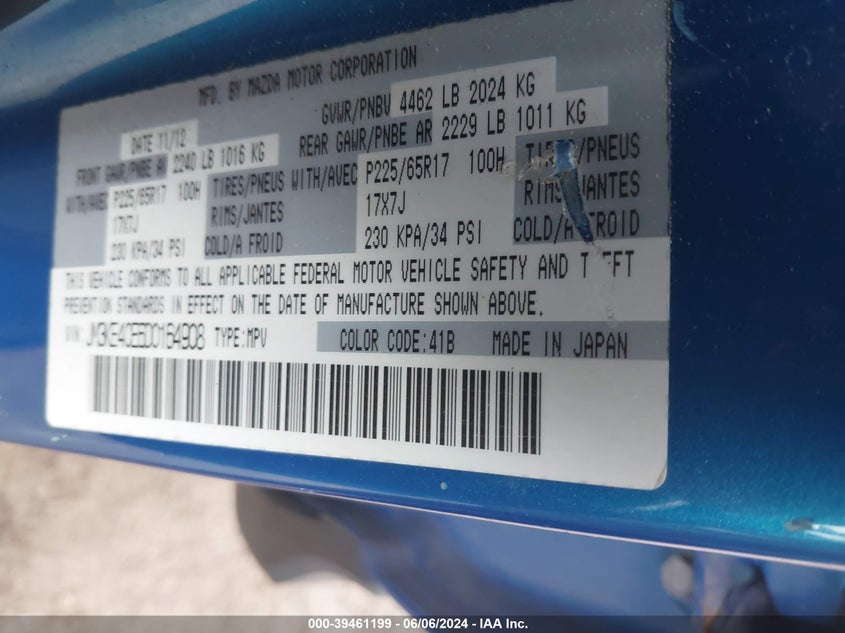 MFD. BY MAZDA MOTOR CORPORATION
DATE 11/12 GVWR/PNBV 4462 LB 2024 KG
FRONT GAWR/PNBE AV 2240 LB 1016 KG REAR GAWR/PNBE AR 2229 LB 1011 KG
WITH/AVEC P225/65R17 100H TIRES/PNEUS WITH/AVEC P225/65R17 100H TIRES/PNEUS
17X7J RIMS/JANTES 17X7J RIMS/JANTES
230 KPA/34 PSI COLD/A FROID 230 KPA/34 PSI COLD/A FROID
THIS VEHICLE CONFORMS TO ALL APPLICABLE FEDERAL MOTOR VEHICLE SAFETY AND THEFT
PREVENTION STANDARDS IN EFFECT ON THE DATE OF MANUFACTURE SHOWN ABOVE.
VIN: JM3KE4CE5D0164908 TYPE:MPV COLOR CODE:41B MADE IN JAPAN
000-39461199 - 06/06/2024 - IAA Inc.